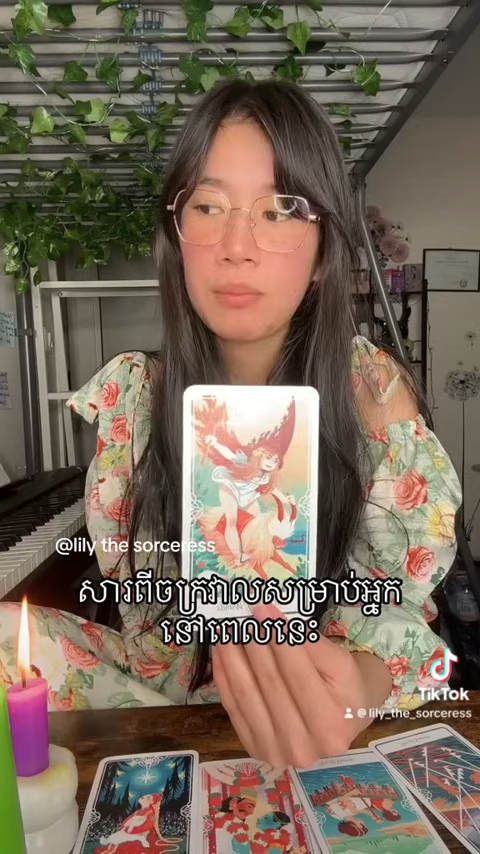 @lily the sorceress
សារពីចក្រវាលសម្រាប់អ្នក
នៅពេលនេះ
TikTok
@lily_the_sorceress